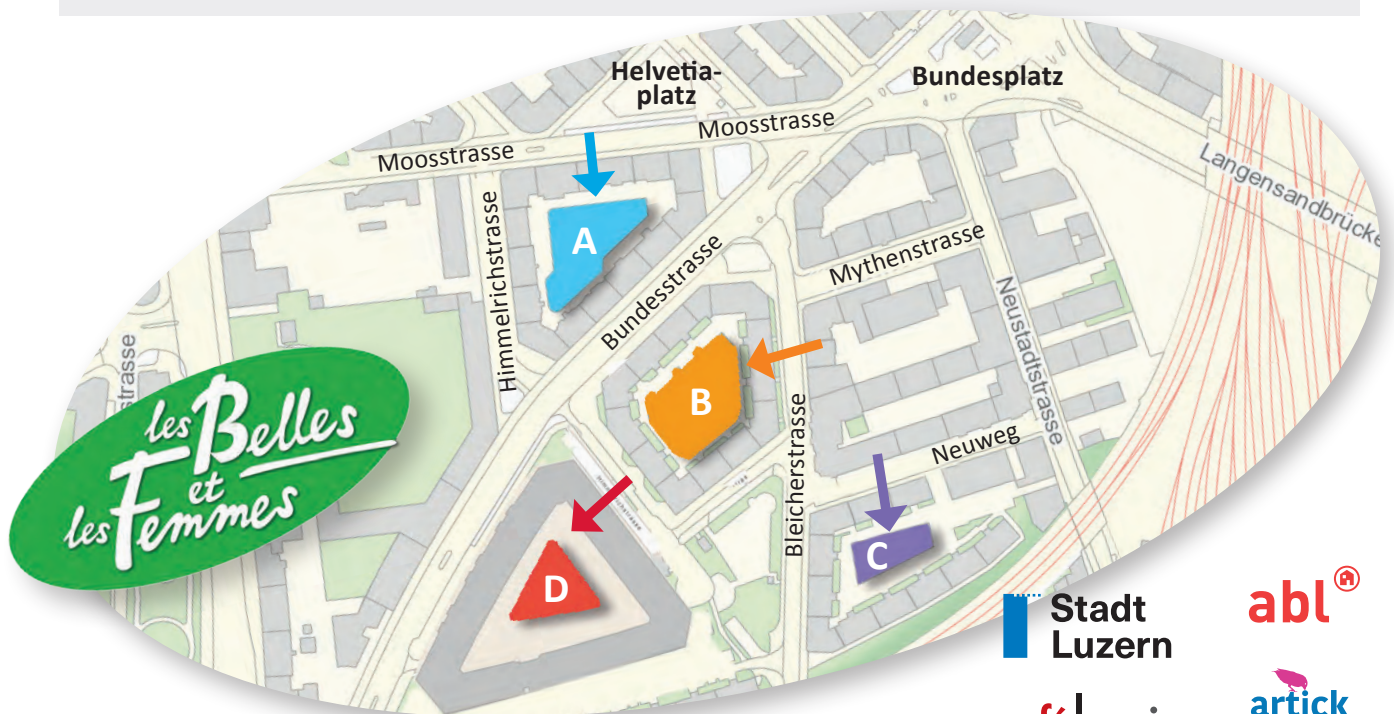 Helvetia-
platz
Bundesplatz
Moosstrasse
Moosstrasse
Langensandbrücke
A
Himmelrichstrasse
Bundesstrasse
Mythenstrasse
Neustadtstrasse
strasse
B
les Belles
et
les Femmes
Bleicherstrasse
Neuweg
C
D
Stadt
Luzern
abl
artick